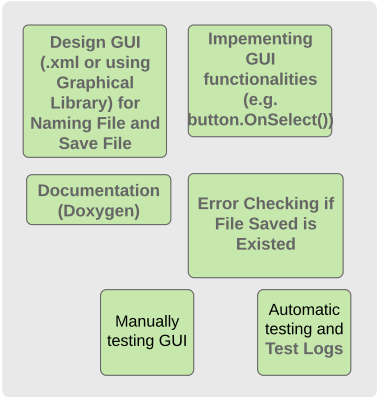 Design GUI
(.xml or using
Graphical
Library) for
Naming File and
Save File
Impementing
GUI
functionalities
(e.g.
button.OnSelect())
Documentation
(Doxygen)
Error Checking if
File Saved is
Existed
Manually
testing GUI
Automatic
testing and
Test Logs